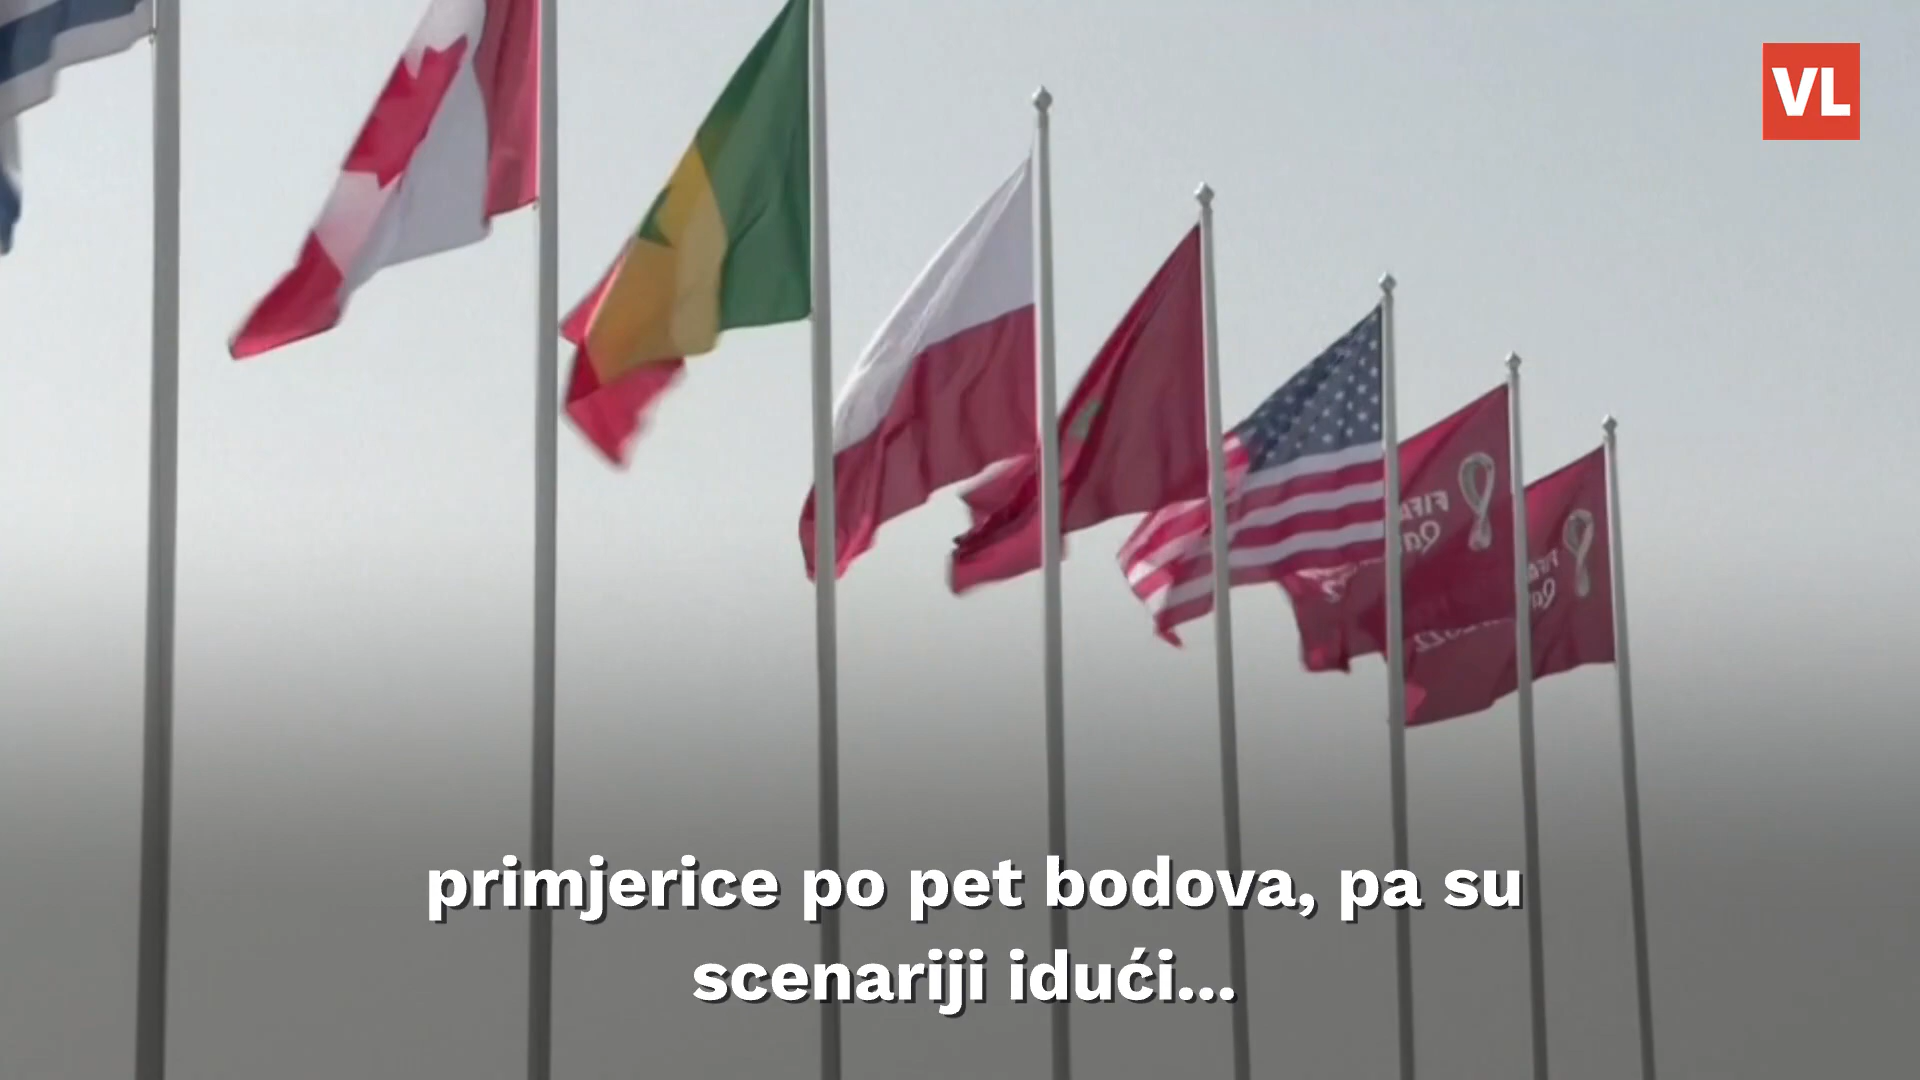 VL
primjerice po pet bodova, pa su
scenariji idući...